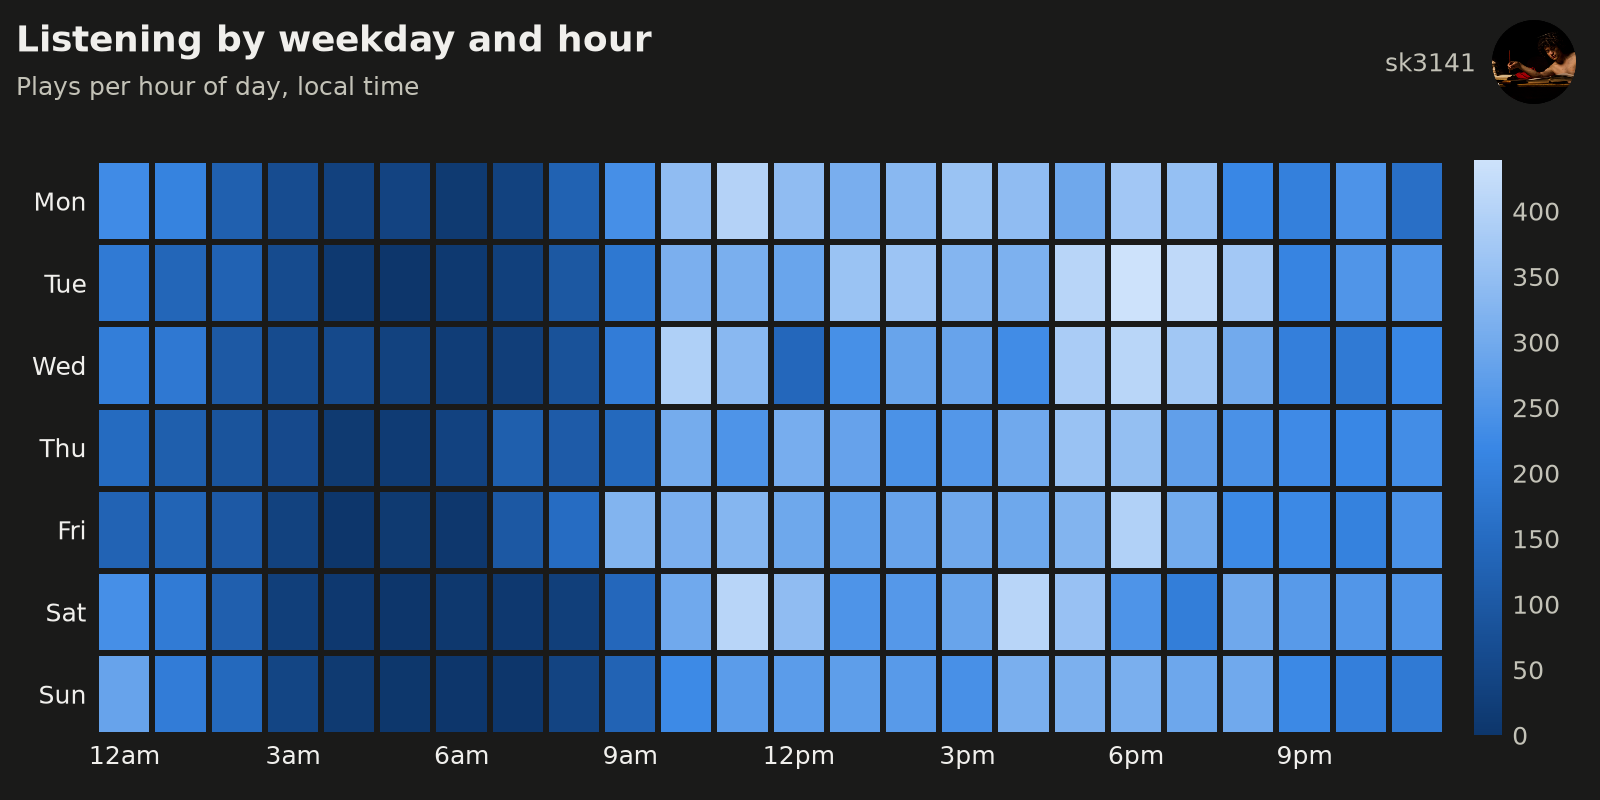 Listening by weekday and hour
Plays per hour of day, local time
sk3141
Mon
Tue
Wed
Thu
Fri
Sat
Sun
12am 3am 6am 9am 12pm 3pm 6pm 9pm
400
350
300
250
200
150
100
50
0